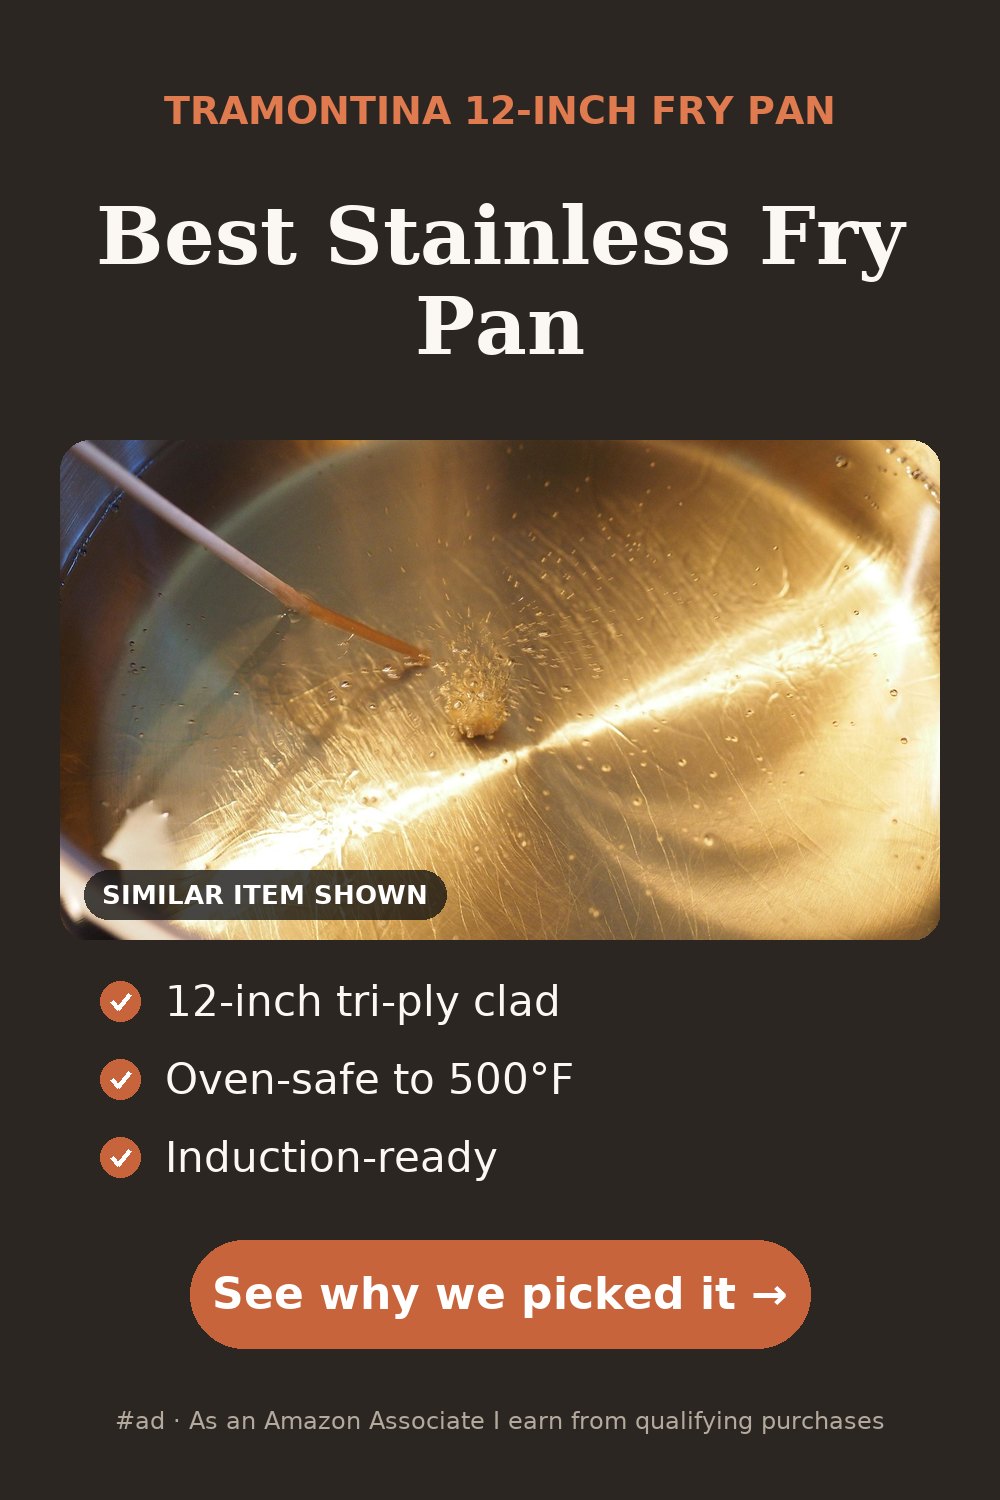 TRAMONTINA 12-INCH FRY PAN
Best Stainless Fry
Pan
SIMILAR ITEM SHOWN
12-inch tri-ply clad
Oven-safe to 500°F
Induction-ready
See why we picked it →
#ad · As an Amazon Associate I earn from qualifying purchases